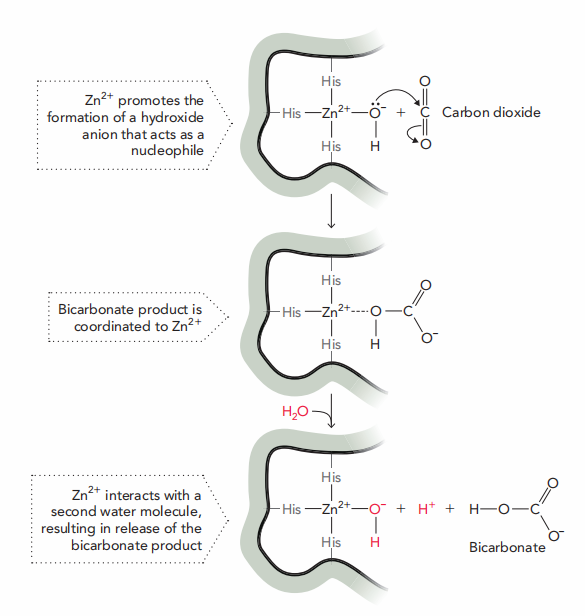 Zn2+ promotes the
formation of a hydroxide
anion that acts as a
nucleophile
His
His —Zn2+—O- + C Carbon dioxide
His
H
O
O
Bicarbonate product is
coordinated to Zn2+
His
His —Zn2+----O—C
His
H
O
O-
H2O
Zn2+ interacts with a
second water molecule,
resulting in release of the
bicarbonate product
His
His —Zn2+—O- + H+ + H—O—C
His
H
O
O-
Bicarbonate